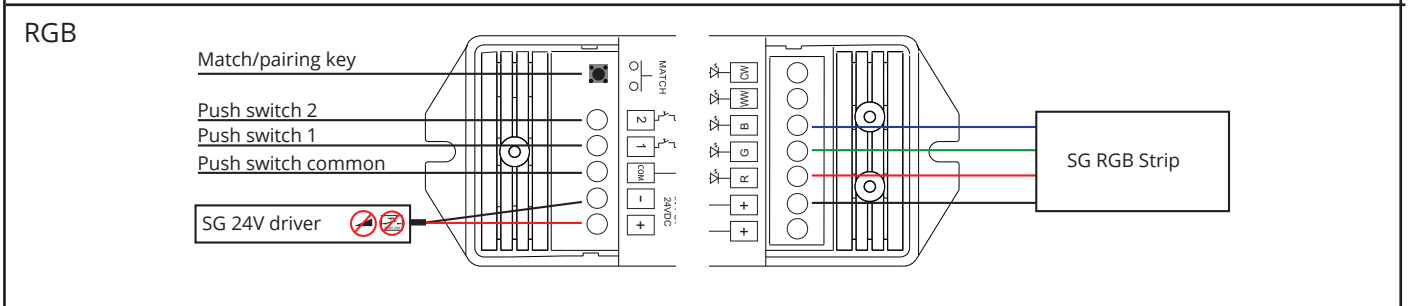 RGB
Match/pairing key
Push switch 2
Push switch 1
Push switch common
SG 24V driver
MATCH
2
1
COM
-
+
24VDC
CW
WW
B
G
R
+
+
SG RGB Strip